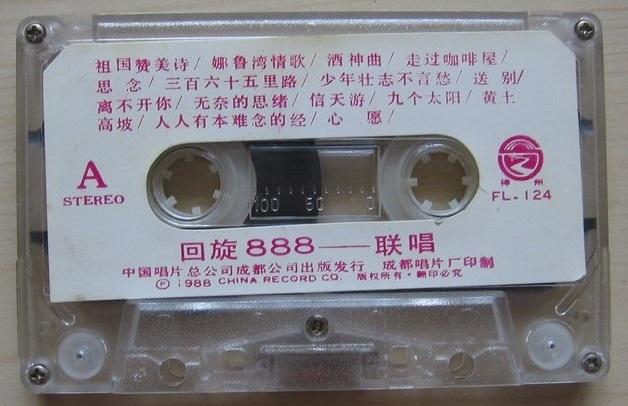 祖国赞美诗/ 娜鲁湾情歌/ 酒神曲/ 走过咖啡屋/
思 念/ 三百六十五里路/ 少年壮志不言愁/ 送 别/
离不开你/ 无奈的思绪/ 信天游/ 九个太阳/ 黄土
高坡/ 人人有本难念的经/ 心 愿/
A
STEREO
100 50 0
神 州
FL-124
回旋888——联唱
中国唱片总公司成都公司出版发行 成都唱片厂印制
Ⓟ 1988 CHINA RECORD CO. 版权所有·翻印必究